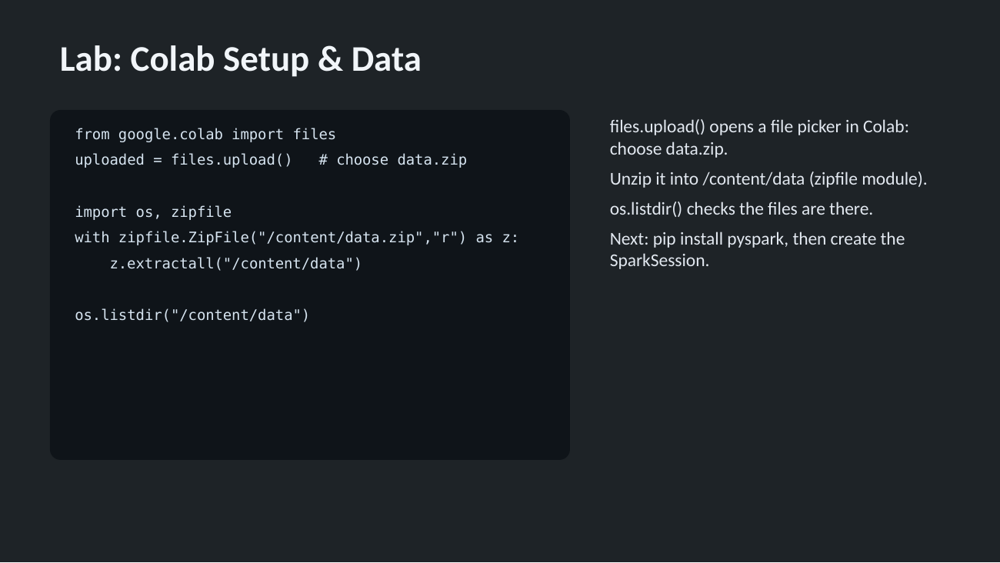 Lab: Colab Setup & Data
from google.colab import files
uploaded = files.upload()   # choose data.zip
import os, zipfile
with zipfile.ZipFile("/content/data.zip","r") as z:
    z.extractall("/content/data")
os.listdir("/content/data")
files.upload() opens a file picker in Colab:
choose data.zip.
Unzip it into /content/data (zipfile module).
os.listdir() checks the files are there.
Next: pip install pyspark, then create the
SparkSession.